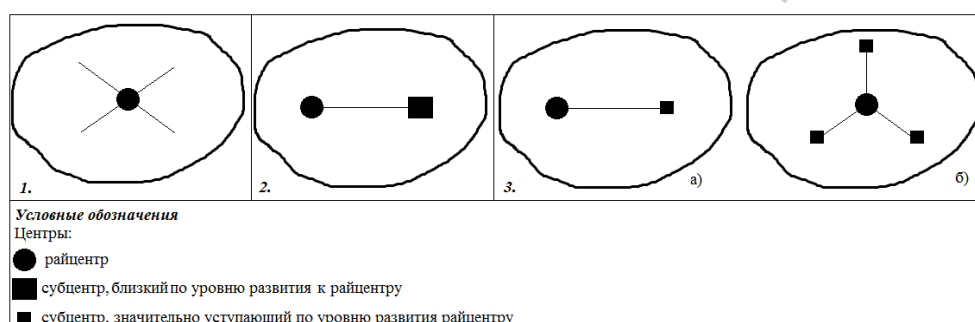 1.
2.
3.
а)
б)
Условные обозначения
Центры:
райцентр
субцентр, близкий по уровню развития к райцентру
субцентр, значительно уступающий по уровню развития райцентру